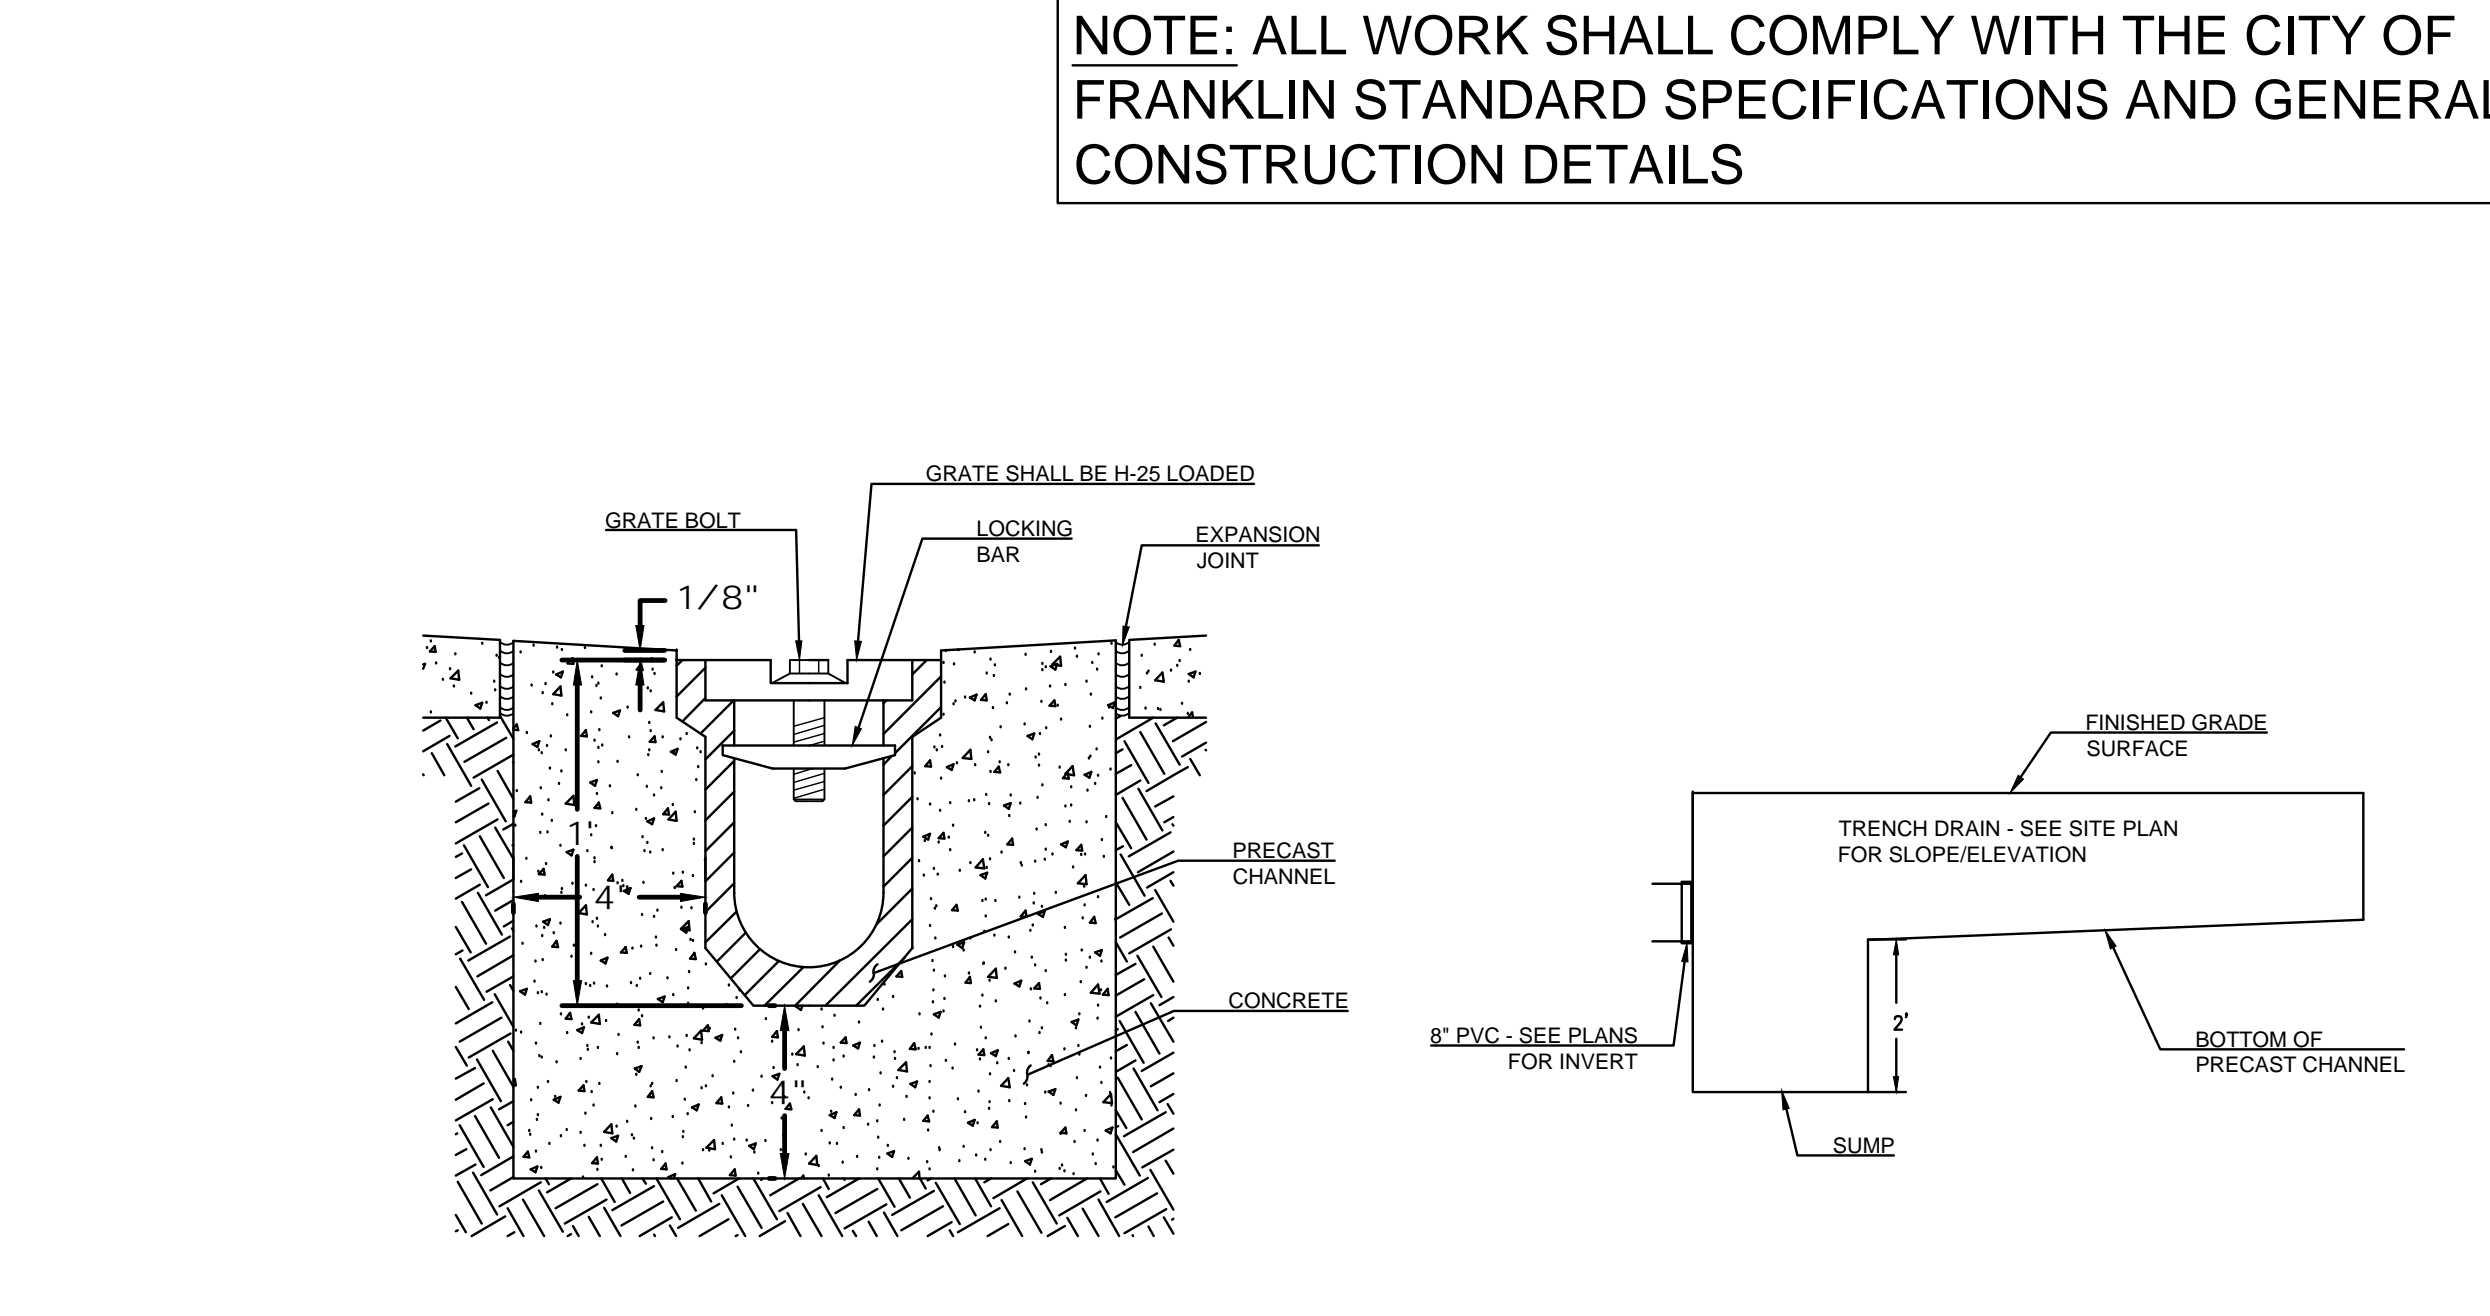 NOTE: ALL WORK SHALL COMPLY WITH THE CITY OF
FRANKLIN STANDARD SPECIFICATIONS AND GENERAL
CONSTRUCTION DETAILS
GRATE SHALL BE H-25 LOADED
GRATE BOLT
LOCKING
BAR
EXPANSION
JOINT
1/8"
1'
4"
4"
PRECAST
CHANNEL
CONCRETE
FINISHED GRADE
SURFACE
TRENCH DRAIN - SEE SITE PLAN
FOR SLOPE/ELEVATION
8" PVC - SEE PLANS
FOR INVERT
2'
BOTTOM OF
PRECAST CHANNEL
SUMP